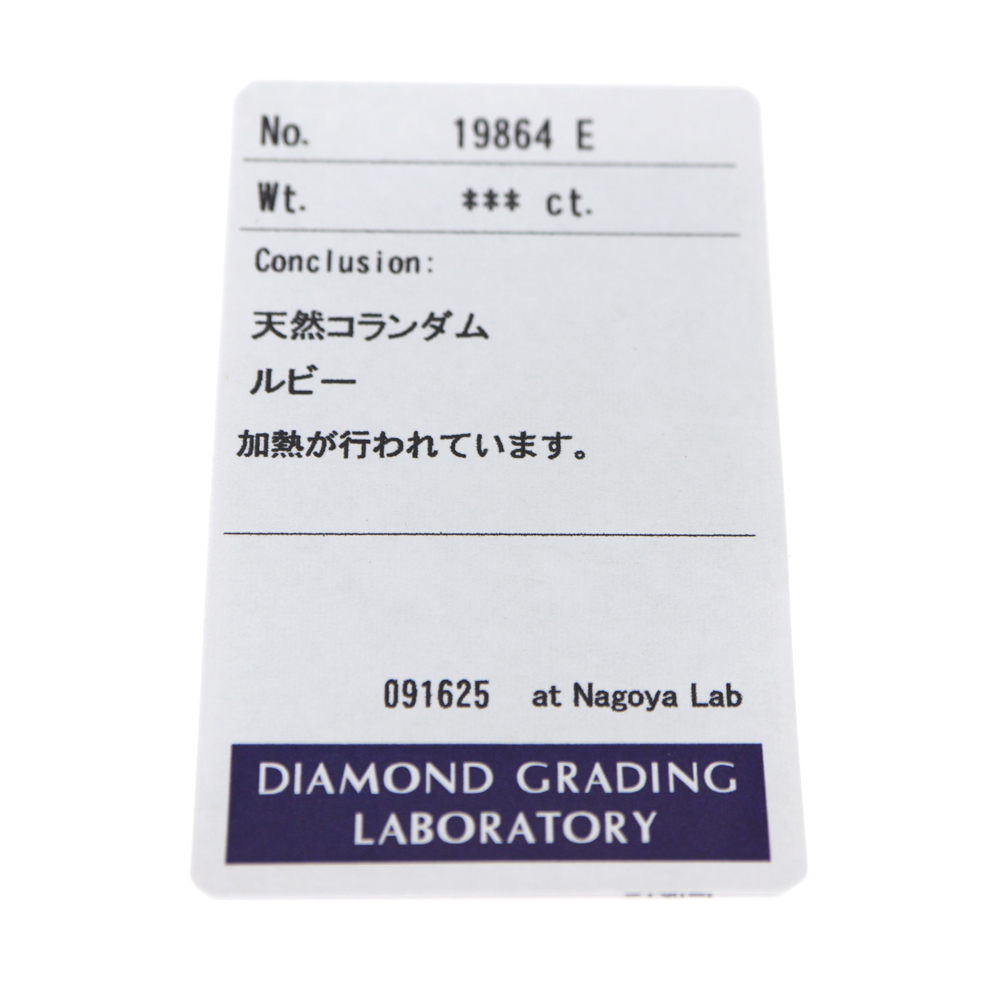 No. 19864 E
Wt. *** ct.
Conclusion:
天然コランダム
ルビー
加熱が行われています。
091625 at Nagoya Lab
DIAMOND GRADING
LABORATORY